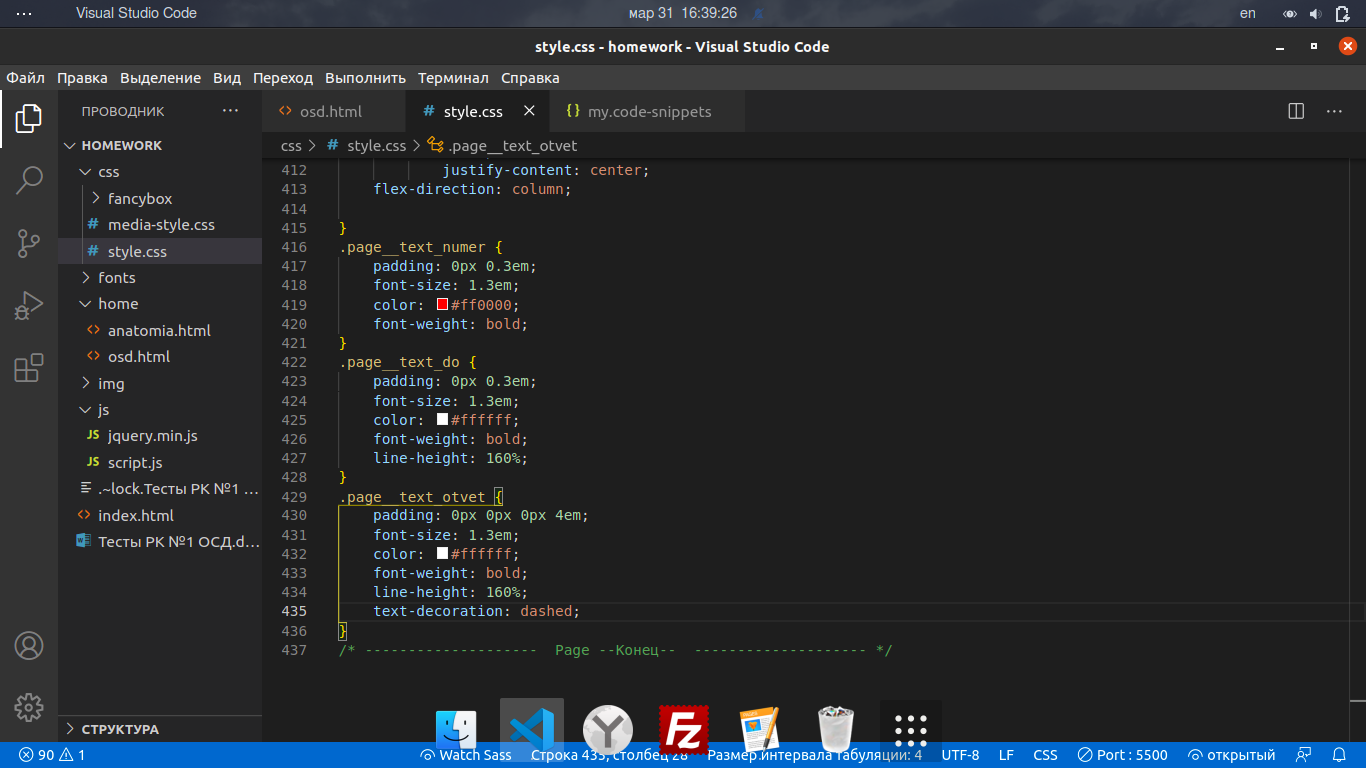 Visual Studio Code
мар 31 16:39:26
en
style.css - homework - Visual Studio Code
Файл Правка Выделение Вид Переход Выполнить Терминал Справка
ПРОВОДНИК
HOMEWORK
css
fancybox
# media-style.css
# style.css
fonts
home
<> anatomia.html
<> osd.html
img
js
JS jquery.min.js
JS script.js
.~lock.Тесты РК №1 ...
<> index.html
Тесты РК №1 ОСД.d...
СТРУКТУРА
<> osd.html
# style.css
{} my.code-snippets
css > # style.css > .page__text_otvet
412 justify-content: center;
413 flex-direction: column;
414
415 }
416 .page__text_numer {
417 padding: 0px 0.3em;
418 font-size: 1.3em;
419 color: #ff0000;
420 font-weight: bold;
421 }
422 .page__text_do {
423 padding: 0px 0.3em;
424 font-size: 1.3em;
425 color: #ffffff;
426 font-weight: bold;
427 line-height: 160%;
428 }
429 .page__text_otvet {
430 padding: 0px 0px 0px 4em;
431 font-size: 1.3em;
432 color: #ffffff;
433 font-weight: bold;
434 line-height: 160%;
435 text-decoration: dashed;
436 }
437 /* -------------------- Page --Конец-- -------------------- */
90 1
Watch Sass Строка 435, столбец 28 Размер интервала табуляции: 4 UTF-8 LF CSS Port : 5500 открытый